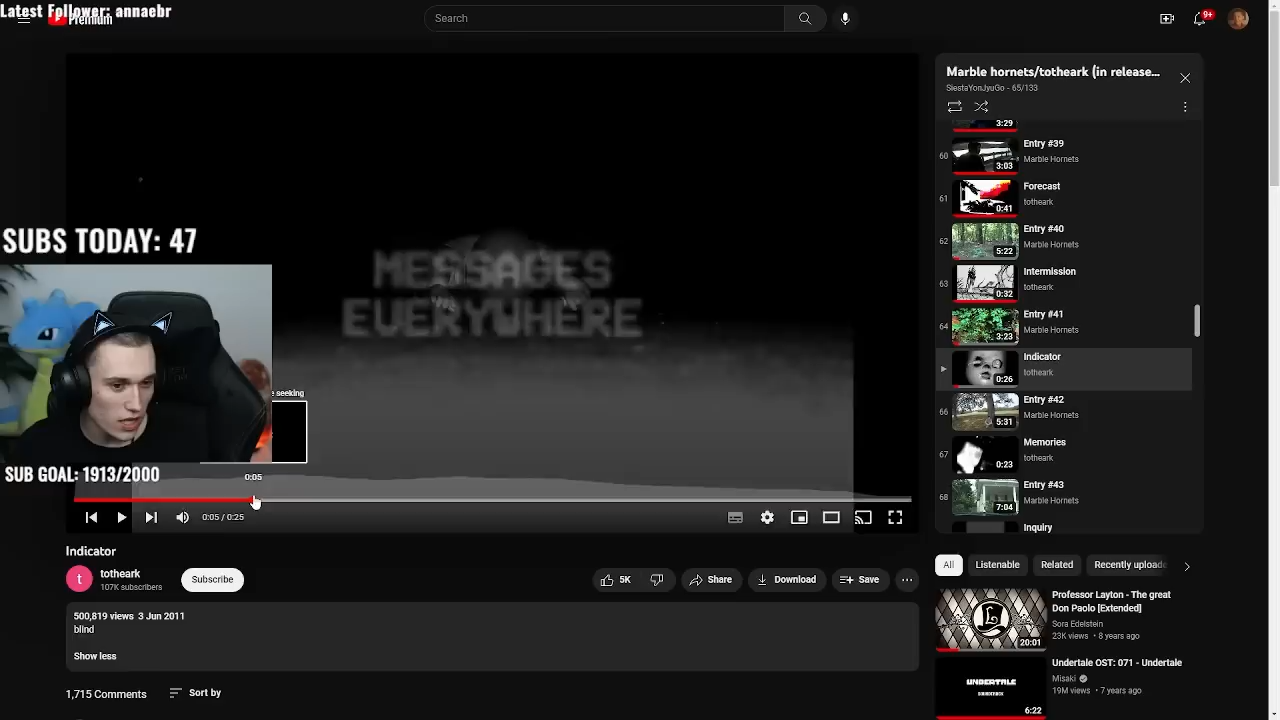 Latest Follower: annaebr
Premium
Search
9+
Marble hornets/totheark (in release...
SiestaYonJyuGo - 65/133
3:29
60
Entry #39
Marble Hornets
3:03
61
Forecast
totheark
0:41
62
Entry #40
Marble Hornets
5:22
63
Intermission
totheark
0:32
64
Entry #41
Marble Hornets
3:23
Indicator
totheark
0:26
66
Entry #42
Marble Hornets
5:31
67
Memories
totheark
0:23
68
Entry #43
Marble Hornets
7:04
Inquiry
MESSAGES
EVERYWHERE
SUBS TODAY: 47
e seeking
SUB GOAL: 1913/2000
0:05
0:05 / 0:25
Indicator
t
totheark
107K subscribers
Subscribe
5K
Share
Download
Save
500,819 views 3 Jun 2011
blind
Show less
1,715 Comments
Sort by
All
Listenable
Related
Recently uploade
Professor Layton - The great
Don Paolo [Extended]
Sora Edelstein
23K views • 8 years ago
20:01
Undertale OST: 071 - Undertale
Misaki
19M views • 7 years ago
UNDERTALE
SOUNDTRACK
6:22